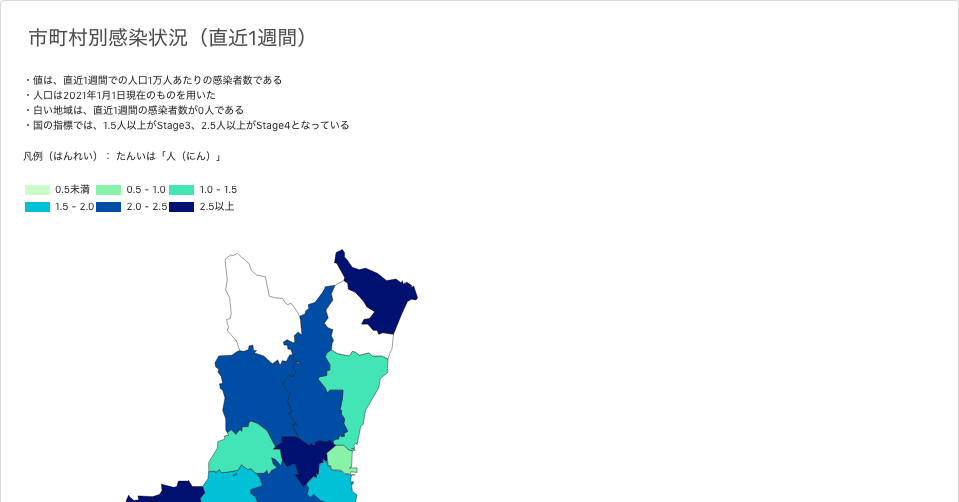 市町村別感染状況（直近1週間）
・値は、直近1週間での人口1万人あたりの感染者数である
・人口は2021年1月1日現在のものを用いた
・白い地域は、直近1週間の感染者数が0人である
・国の指標では、1.5人以上がStage3、2.5人以上がStage4となっている
凡例（はんれい）： たんいは「人（にん）」
0.5未満 0.5 - 1.0 1.0 - 1.5
1.5 - 2.0 2.0 - 2.5 2.5以上